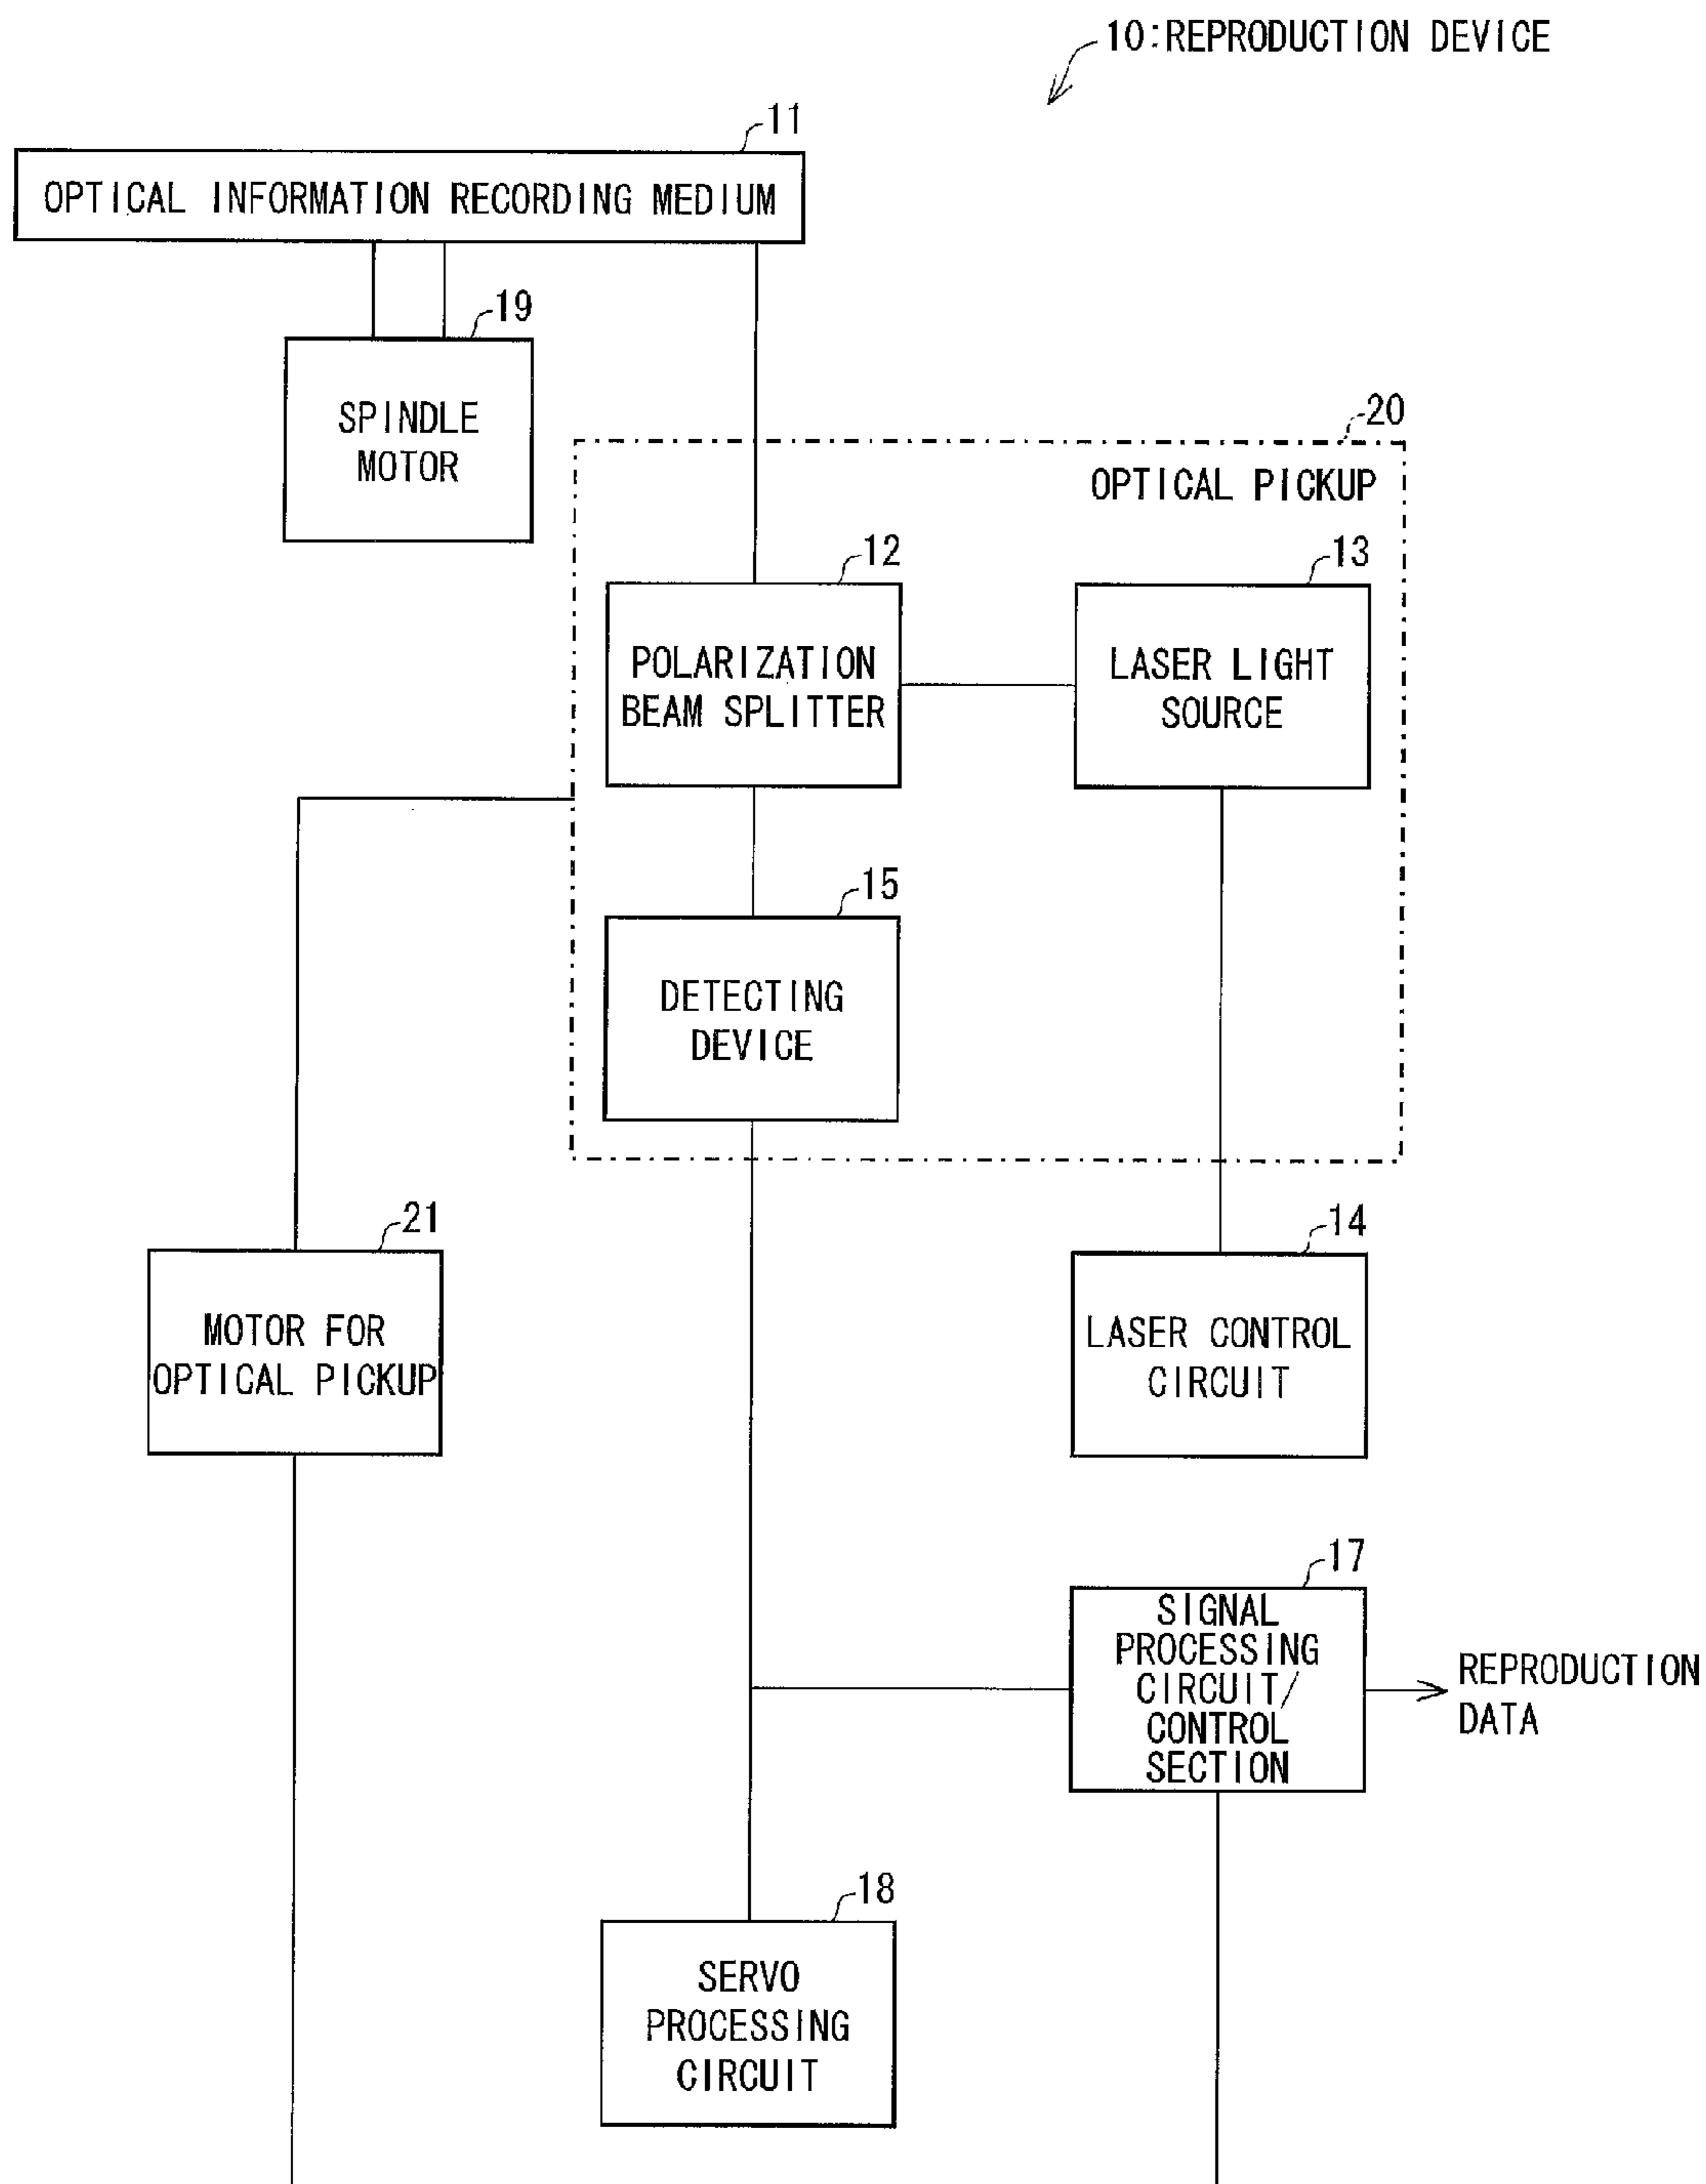 10:REPRODUCTION DEVICE
11
OPTICAL INFORMATION RECORDING MEDIUM
19
SPINDLE
MOTOR
20
OPTICAL PICKUP
12
POLARIZATION
BEAM SPLITTER
13
LASER LIGHT
SOURCE
15
DETECTING
DEVICE
21
MOTOR FOR
OPTICAL PICKUP
14
LASER CONTROL
CIRCUIT
17
SIGNAL
PROCESSING
CIRCUIT/
CONTROL
SECTION
REPRODUCTION
DATA
18
SERVO
PROCESSING
CIRCUIT